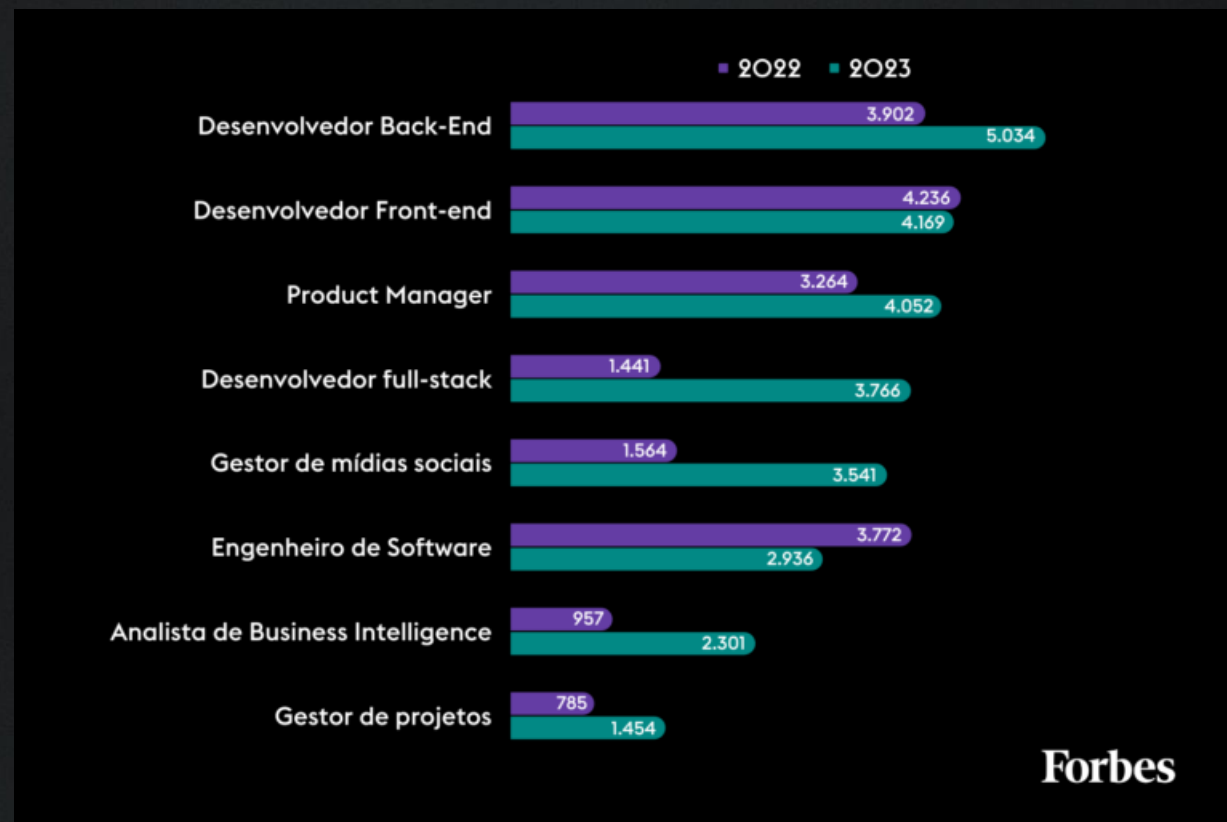 2022 2023
Desenvolvedor Back-End
3.902
5.034
Desenvolvedor Front-end
4.236
4.169
Product Manager
3.264
4.052
Desenvolvedor full-stack
1.441
3.766
Gestor de mídias sociais
1.564
3.541
Engenheiro de Software
3.772
2.936
Analista de Business Intelligence
957
2.301
Gestor de projetos
785
1.454
Forbes